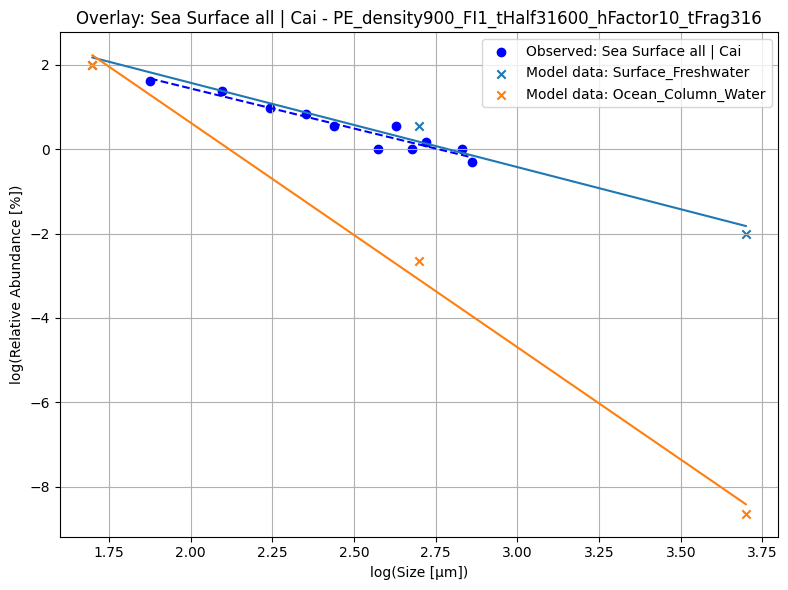 Overlay: Sea Surface all | Cai - PE_density900_FI1_tHalf31600_hFactor10_tFrag316
Observed: Sea Surface all | Cai
Model data: Surface_Freshwater
Model data: Ocean_Column_Water
log(Relative Abundance [%])
2
0
−2
−4
−6
−8
1.75 2.00 2.25 2.50 2.75 3.00 3.25 3.50 3.75
log(Size [μm])